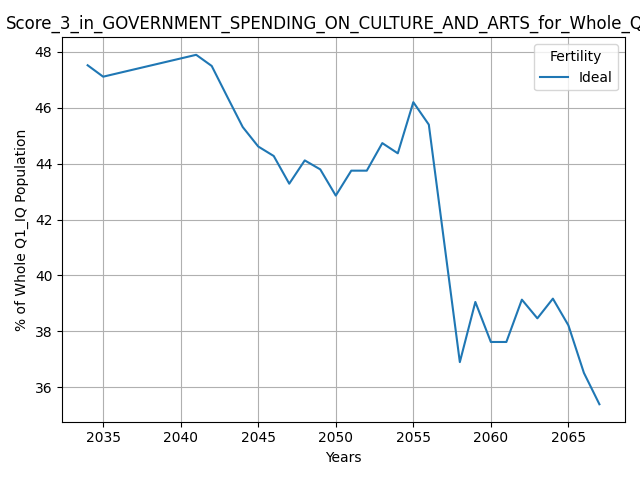 Score_3_in_GOVERNMENT_SPENDING_ON_CULTURE_AND_ARTS_for_Whole_Q
Fertility
Ideal
% of Whole Q1_IQ Population
48
46
44
42
40
38
36
2035 2040 2045 2050 2055 2060 2065
Years